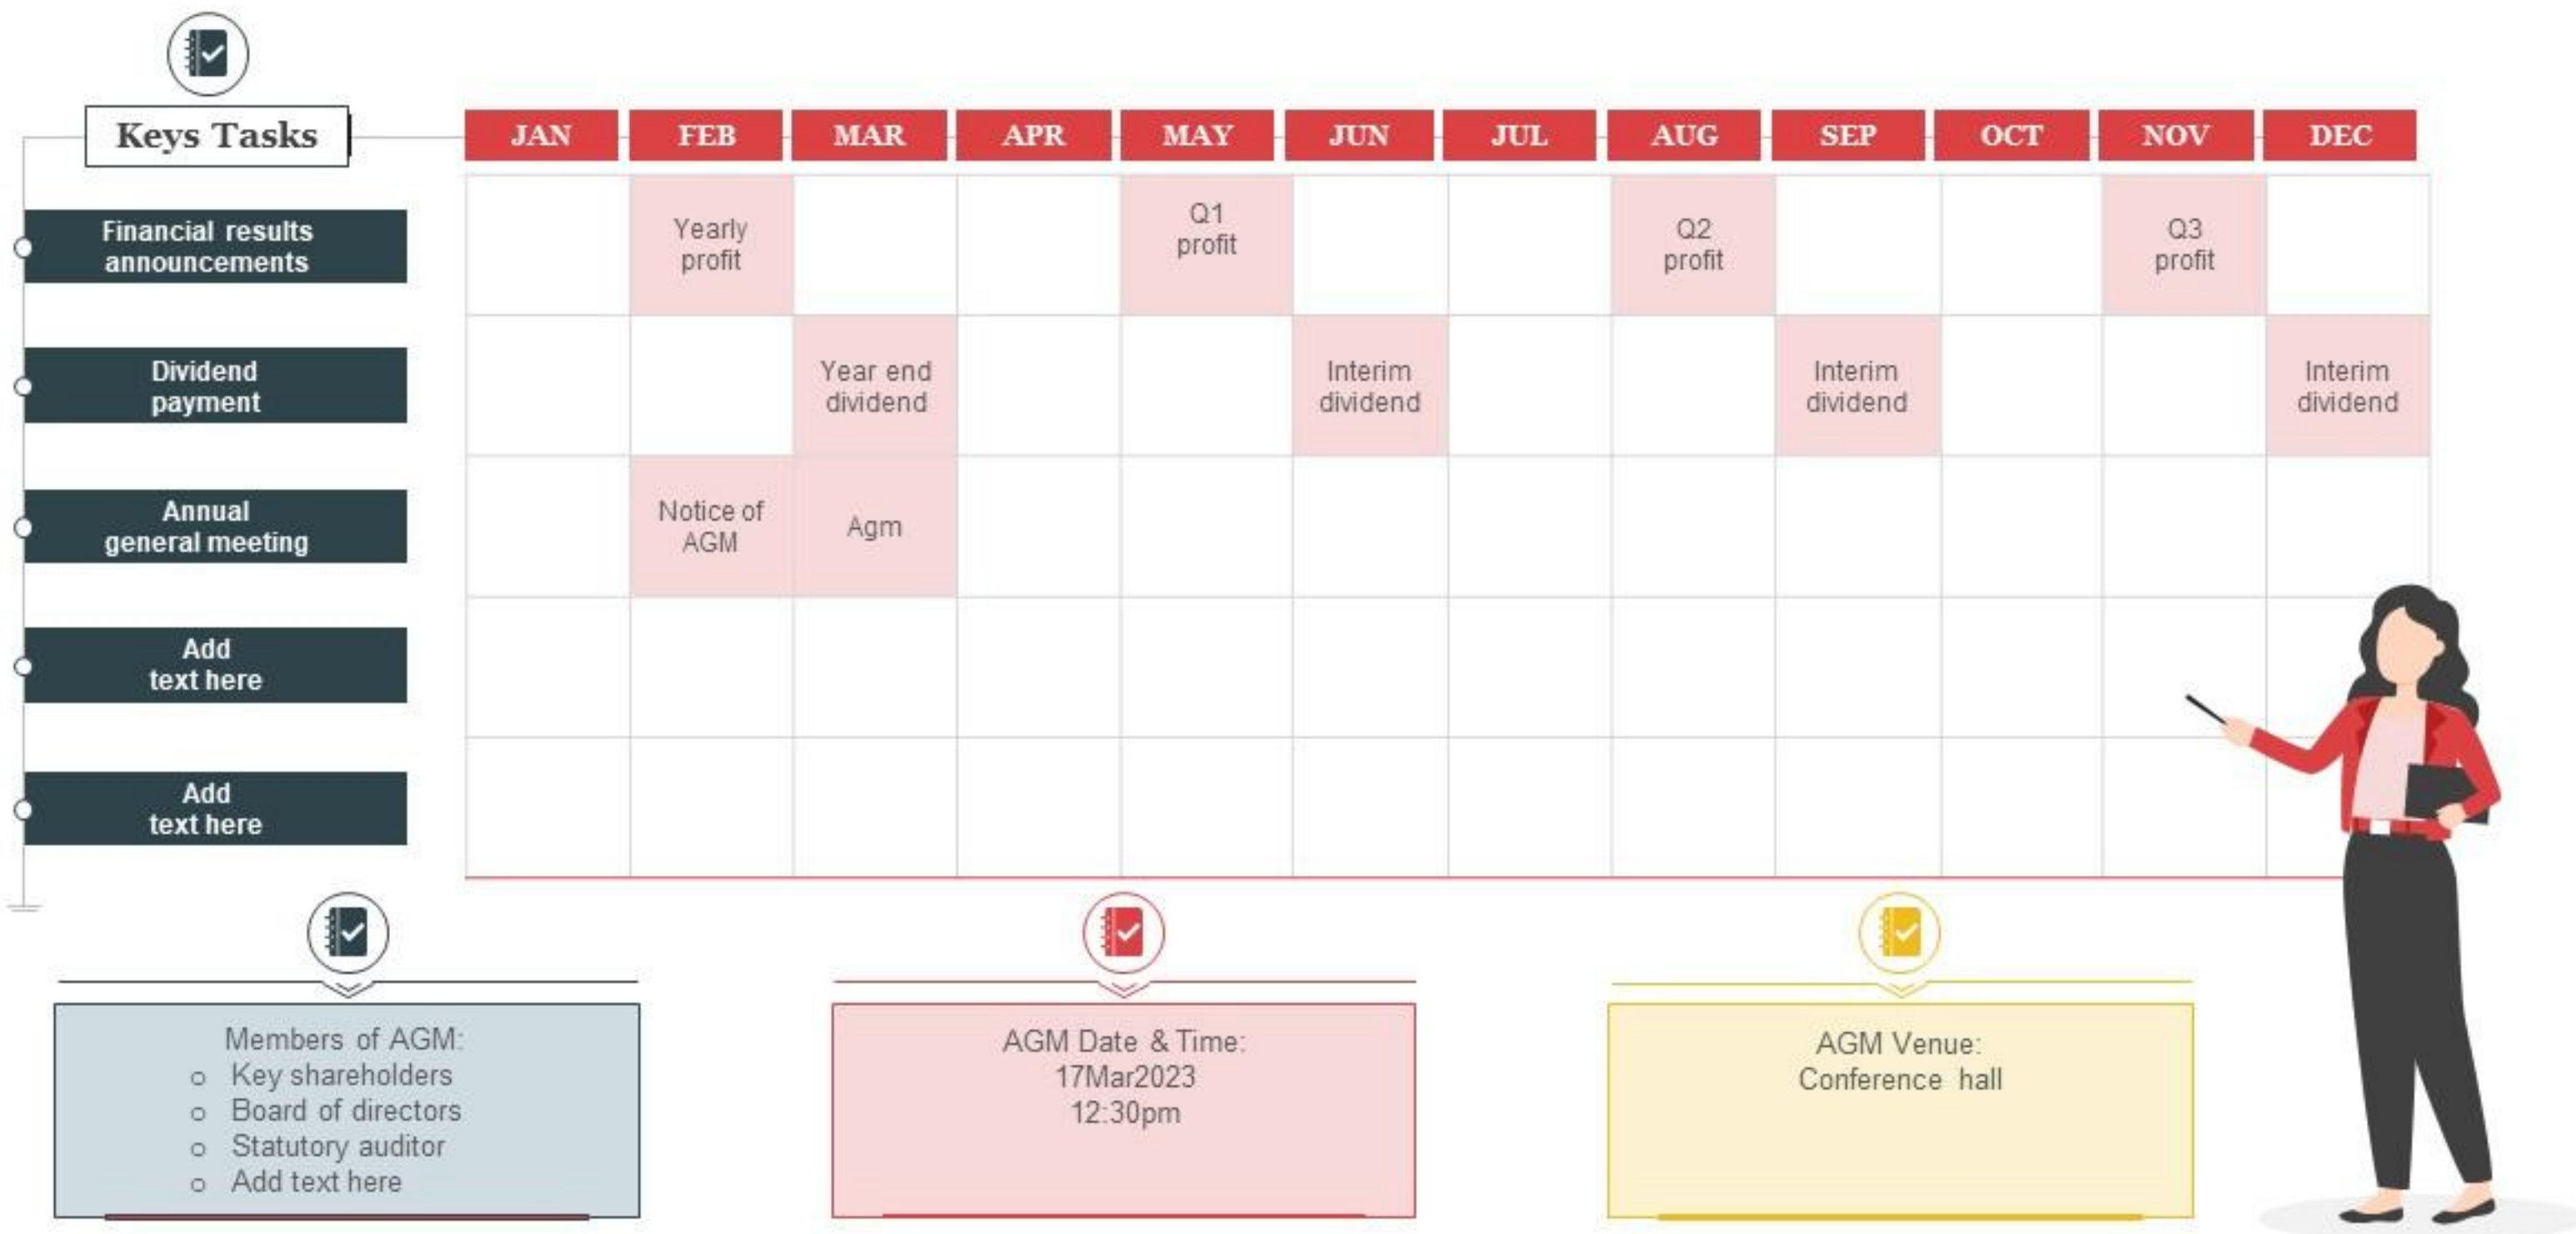 Keys Tasks
JAN FEB MAR APR MAY JUN JUL AUG SEP OCT NOV DEC
Financial results
announcements
Yearly
profit
Q1
profit
Q2
profit
Q3
profit
Dividend
payment
Year end
dividend
Interim
dividend
Interim
dividend
Interim
dividend
Annual
general meeting
Notice of
AGM
Agm
Add
text here
Add
text here
Members of AGM:
o Key shareholders
o Board of directors
o Statutory auditor
o Add text here
AGM Date & Time:
17Mar2023
12:30pm
AGM Venue:
Conference hall